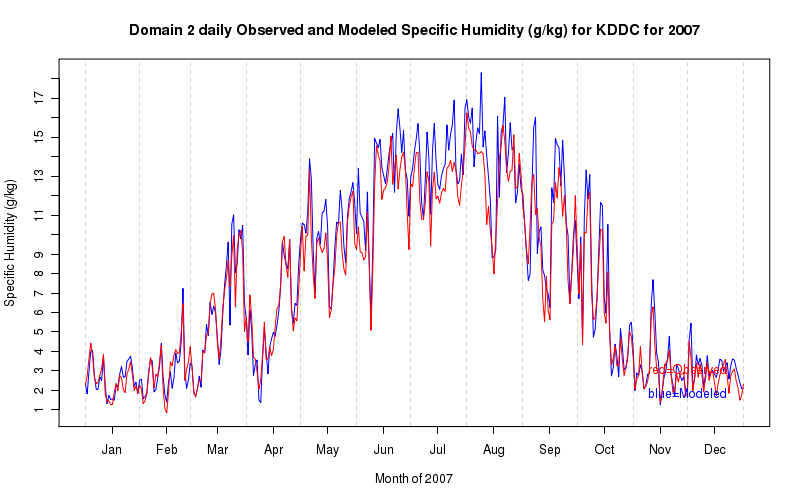 Domain 2 daily Observed and Modeled Specific Humidity (g/kg) for KDDC for 2007
Specific Humidity (g/kg)
17
15
13
11
9
8
7
6
5
4
3
2
1
red=Observed
blue=Modeled
Jan Feb Mar Apr May Jun Jul Aug Sep Oct Nov Dec
Month of 2007